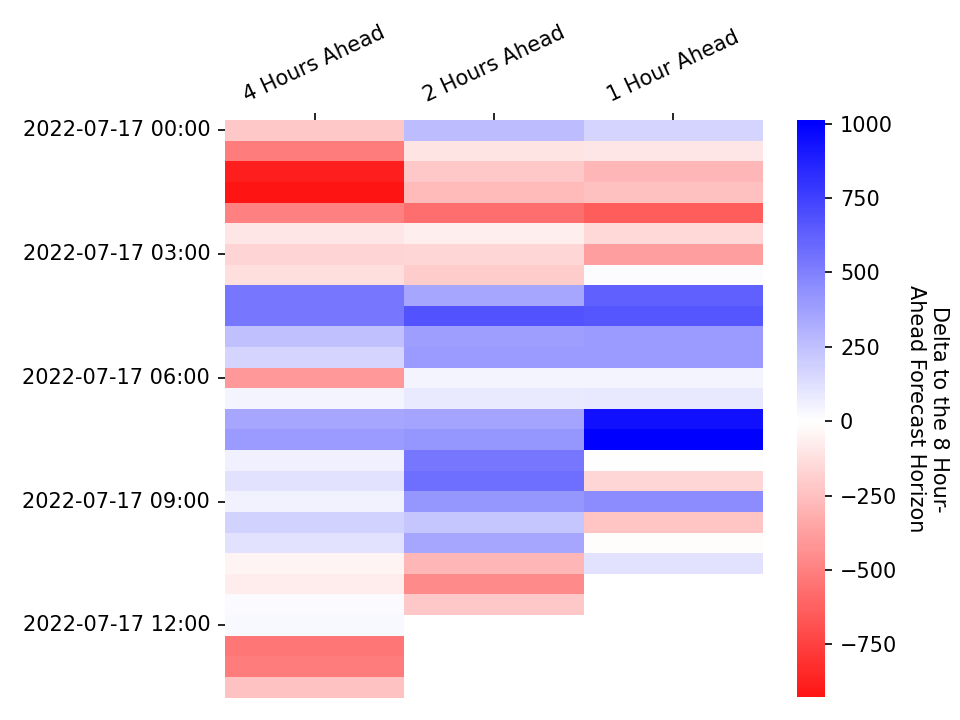 4 Hours Ahead
2 Hours Ahead
1 Hour Ahead
2022-07-17 00:00
2022-07-17 03:00
2022-07-17 06:00
2022-07-17 09:00
2022-07-17 12:00
1000
750
500
250
0
−250
−500
−750
Delta to the 8 Hour-
Ahead Forecast Horizon